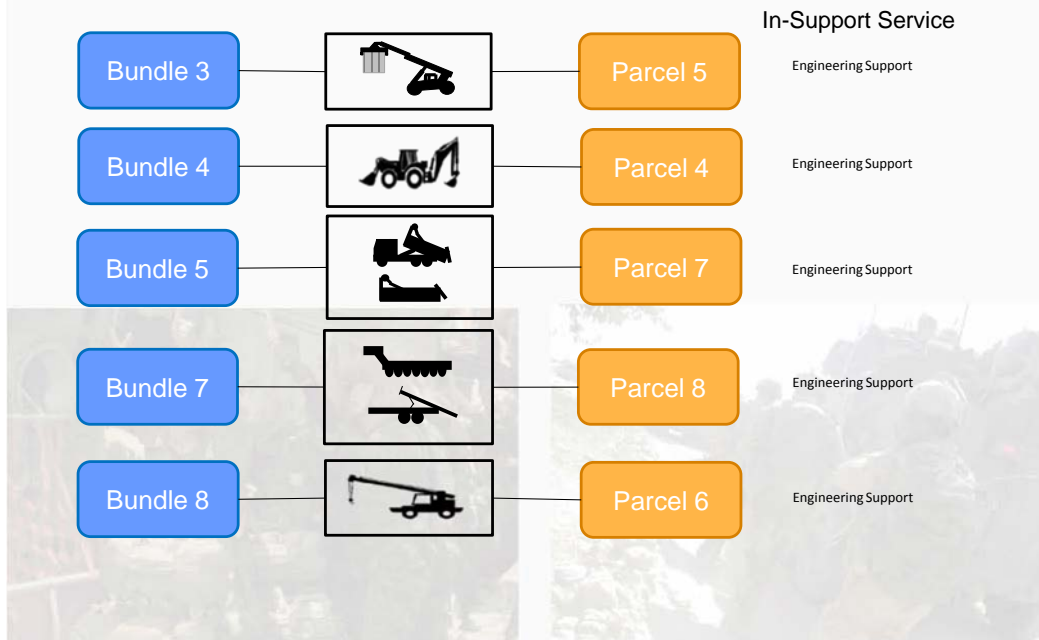 In-Support Service
Bundle 3
Parcel 5
Engineering Support
Bundle 4
Parcel 4
Engineering Support
Bundle 5
Parcel 7
Engineering Support
Bundle 7
Parcel 8
Engineering Support
Bundle 8
Parcel 6
Engineering Support